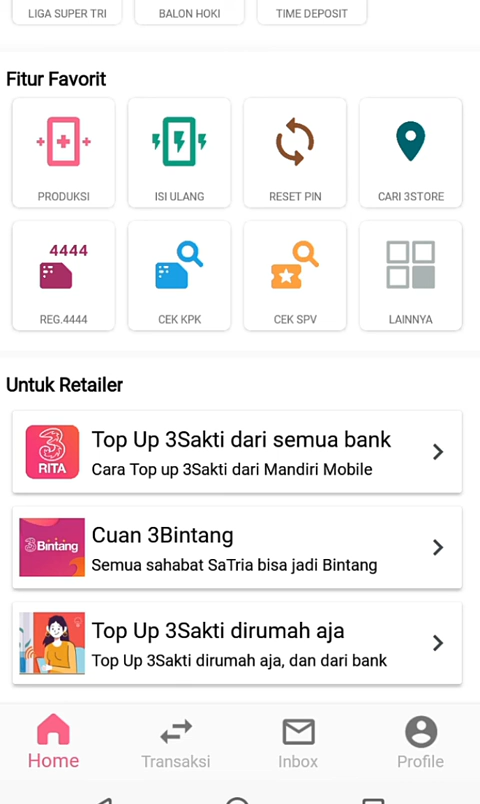 LIGA SUPER TRI BALON HOKI TIME DEPOSIT
Fitur Favorit
PRODUKSI ISI ULANG RESET PIN CARI 3STORE
4444
REG.4444 CEK KPK CEK SPV LAINNYA
Untuk Retailer
3
RITA
Top Up 3Sakti dari semua bank
Cara Top up 3Sakti dari Mandiri Mobile
3Bintang
Cuan 3Bintang
Semua sahabat SaTria bisa jadi Bintang
Top Up 3Sakti dirumah aja
Top Up 3Sakti dirumah aja, dan dari bank
Home Transaksi Inbox Profile